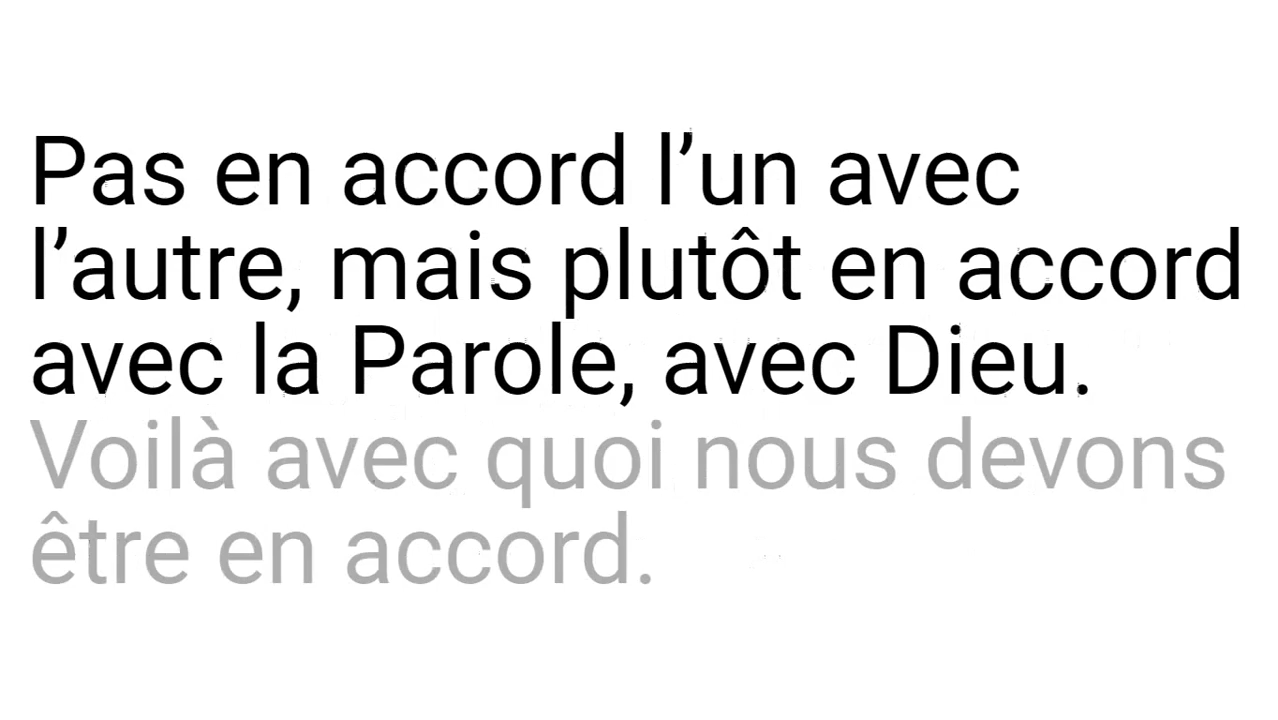 Pas en accord l’un avec
l’autre, mais plutôt en accord
avec la Parole, avec Dieu.
Voilà avec quoi nous devons
être en accord.